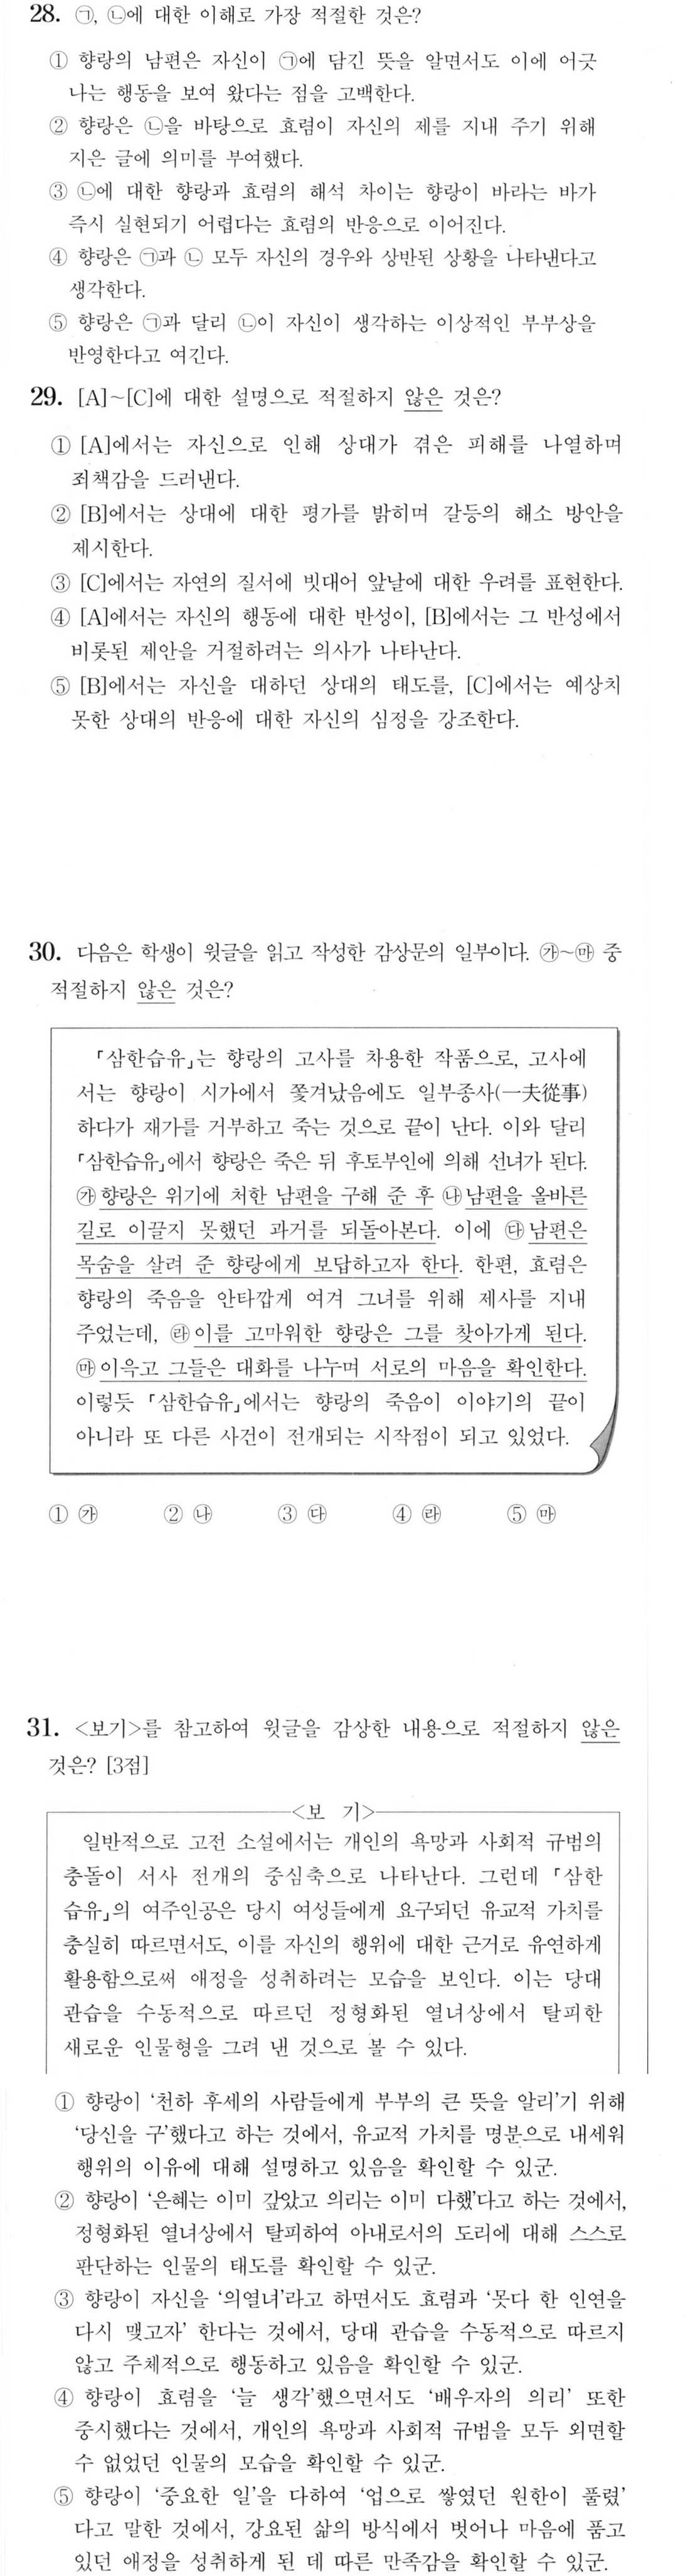 28. ㉠, ㉡에 대한 이해로 가장 적절한 것은?
① 향랑의 남편은 자신이 ㉠에 담긴 뜻을 알면서도 이에 어긋
나는 행동을 보여 왔다는 점을 고백한다.
② 향랑은 ㉡을 바탕으로 효렴이 자신의 제를 지내 주기 위해
지은 글에 의미를 부여했다.
③ ㉡에 대한 향랑과 효렴의 해석 차이는 향랑이 바라는 바가
즉시 실현되기 어렵다는 효렴의 반응으로 이어진다.
④ 향랑은 ㉠과 ㉡ 모두 자신의 경우와 상반된 상황을 나타낸다고
생각한다.
⑤ 향랑은 ㉠과 달리 ㉡이 자신이 생각하는 이상적인 부부상을
반영한다고 여긴다.
29. [A]~[C]에 대한 설명으로 적절하지 않은 것은?
① [A]에서는 자신으로 인해 상대가 겪은 피해를 나열하며
죄책감을 드러낸다.
② [B]에서는 상대에 대한 평가를 밝히며 갈등의 해소 방안을
제시한다.
③ [C]에서는 자연의 질서에 빗대어 앞날에 대한 우려를 표현한다.
④ [A]에서는 자신의 행동에 대한 반성이, [B]에서는 그 반성에서
비롯된 제안을 거절하려는 의사가 나타난다.
⑤ [B]에서는 자신을 대하던 상대의 태도를, [C]에서는 예상치
못한 상대의 반응에 대한 자신의 심정을 강조한다.
30. 다음은 학생이 윗글을 읽고 작성한 감상문의 일부이다. ㉮~㉲ 중
적절하지 않은 것은?
「삼한습유」는 향랑의 고사를 차용한 작품으로, 고사에
서는 향랑이 시가에서 쫓겨났음에도 일부종사(一夫從事)
하다가 재가를 거부하고 죽는 것으로 끝이 난다. 이와 달리
「삼한습유」에서 향랑은 죽은 뒤 후토부인에 의해 선녀가 된다.
㉮향랑은 위기에 처한 남편을 구해 준 후 ㉯남편을 올바른
길로 이끌지 못했던 과거를 되돌아본다. 이에 ㉰남편은
목숨을 살려 준 향랑에게 보답하고자 한다. 한편, 효렴은
향랑의 죽음을 안타깝게 여겨 그녀를 위해 제사를 지내
주었는데, ㉱이를 고마워한 향랑은 그를 찾아가게 된다.
㉲이윽고 그들은 대화를 나누며 서로의 마음을 확인한다.
이렇듯 「삼한습유」에서는 향랑의 죽음이 이야기의 끝이
아니라 또 다른 사건이 전개되는 시작점이 되고 있었다.
① ㉮ ② ㉯ ③ ㉰ ④ ㉱ ⑤ ㉲
31. <보기>를 참고하여 윗글을 감상한 내용으로 적절하지 않은
것은? [3점]
<보 기>
일반적으로 고전 소설에서는 개인의 욕망과 사회적 규범의
충돌이 서사 전개의 중심축으로 나타난다. 그런데 「삼한
습유」의 여주인공은 당시 여성들에게 요구되던 유교적 가치를
충실히 따르면서도, 이를 자신의 행위에 대한 근거로 유연하게
활용함으로써 애정을 성취하려는 모습을 보인다. 이는 당대
관습을 수동적으로 따르던 정형화된 열녀상에서 탈피한
새로운 인물형을 그려 낸 것으로 볼 수 있다.
① 향랑이 ‘천하 후세의 사람들에게 부부의 큰 뜻을 알리’기 위해
‘당신을 구’했다고 하는 것에서, 유교적 가치를 명분으로 내세워
행위의 이유에 대해 설명하고 있음을 확인할 수 있군.
② 향랑이 ‘은혜는 이미 갚았고 의리는 이미 다했’다고 하는 것에서,
정형화된 열녀상에서 탈피하여 아내로서의 도리에 대해 스스로
판단하는 인물의 태도를 확인할 수 있군.
③ 향랑이 자신을 ‘의열녀’라고 하면서도 효렴과 ‘못다 한 인연을
다시 맺고자’ 한다는 것에서, 당대 관습을 수동적으로 따르지
않고 주체적으로 행동하고 있음을 확인할 수 있군.
④ 향랑이 효렴을 ‘늘 생각’했으면서도 ‘배우자의 의리’ 또한
중시했다는 것에서, 개인의 욕망과 사회적 규범을 모두 외면할
수 없었던 인물의 모습을 확인할 수 있군.
⑤ 향랑이 ‘중요한 일’을 다하여 ‘업으로 쌓였던 원한이 풀렸’
다고 말한 것에서, 강요된 삶의 방식에서 벗어나 마음에 품고
있던 애정을 성취하게 된 데 따른 만족감을 확인할 수 있군.